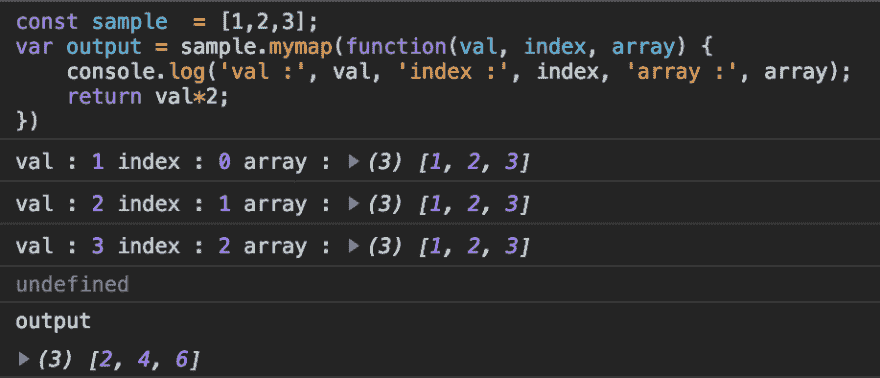 const sample  = [1,2,3];
var output = sample.mymap(function(val, index, array) {
    console.log('val :', val, 'index :', index, 'array :', array);
    return val*2;
})
val : 1 index : 0 array : ▶(3) [1, 2, 3]
val : 2 index : 1 array : ▶(3) [1, 2, 3]
val : 3 index : 2 array : ▶(3) [1, 2, 3]
undefined
output
▶(3) [2, 4, 6]